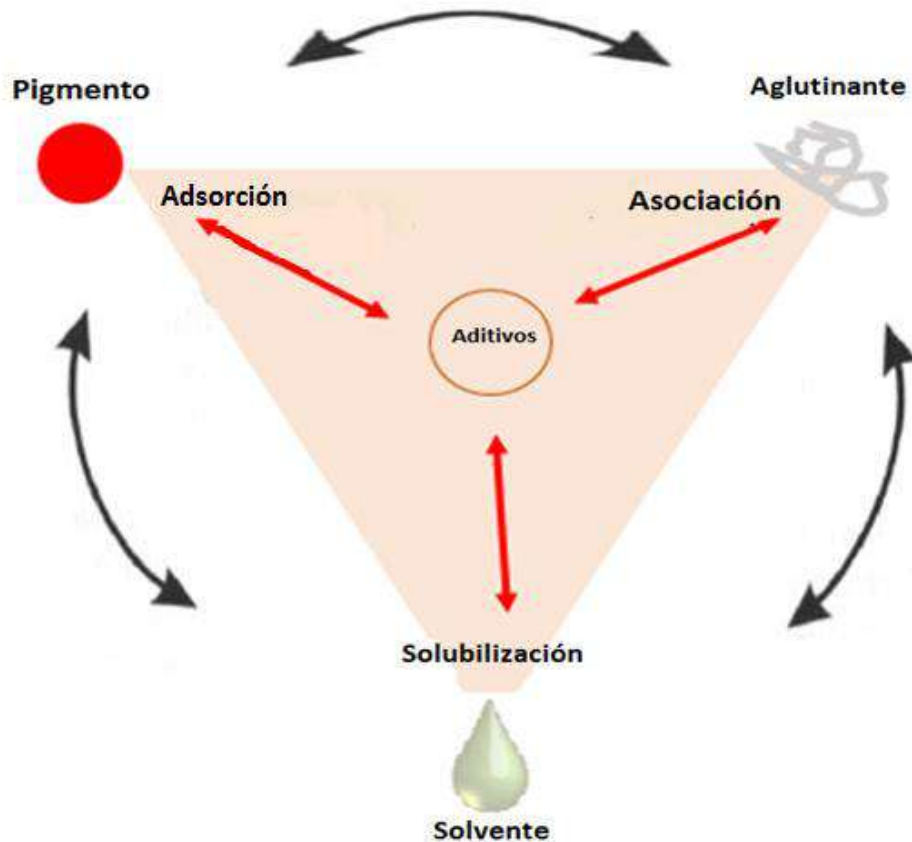 Pigmento
Aglutinante
Adsorción
Asociación
Aditivos
Solubilización
Solvente